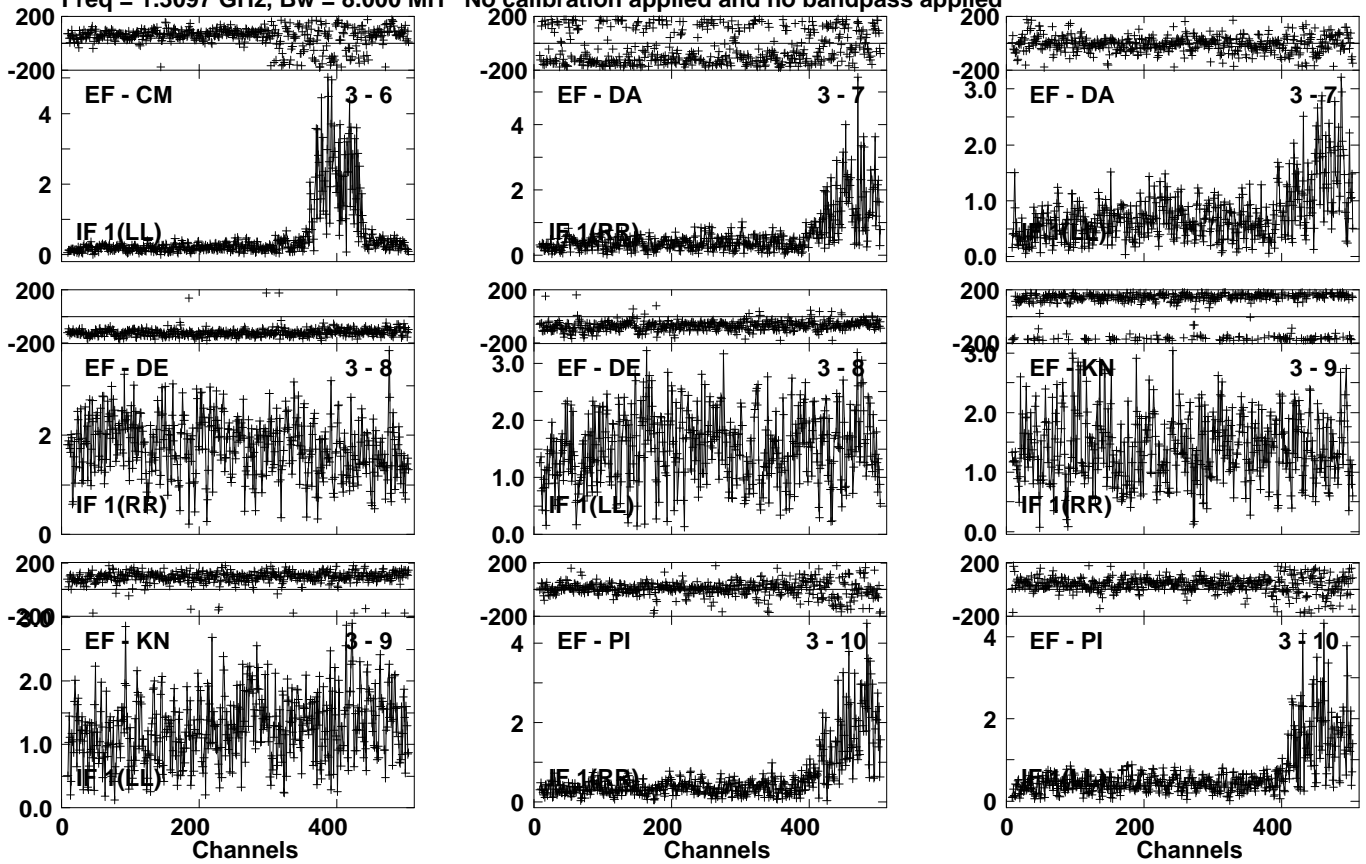 Freq = 1.5097 GHz, Bw = 8.000 MH No calibration applied and no bandpass applied
200 200 200
-200 -200 -200
EF - CM 3 - 6 EF - DA 3 - 7 EF - DA 3 - 7
4 4 3.0
2 2 2.0
1.0
IF 1(LL) IF 1(RR)
0 0 0.0
200 200 200
-200 -200 -200
EF - DE 3 - 8 EF - DE 3 - 8 EF - KN 3 - 9
3.0 3.0
2 2.0 2.0
1.0 1.0
IF 1(RR) IF 1(LL) IF 1(RR)
0 0.0 0.0
200 200 200
-200 -200
3.0
EF - KN 3 - 9 EF - PI 3 - 10 EF - PI 3 - 10
2.0 4 4
1.0 2 2
IF 1(LL) IF 1(RR)
0.0 0 0
0 200 400 0 200 400 0 200 400
Channels Channels Channels